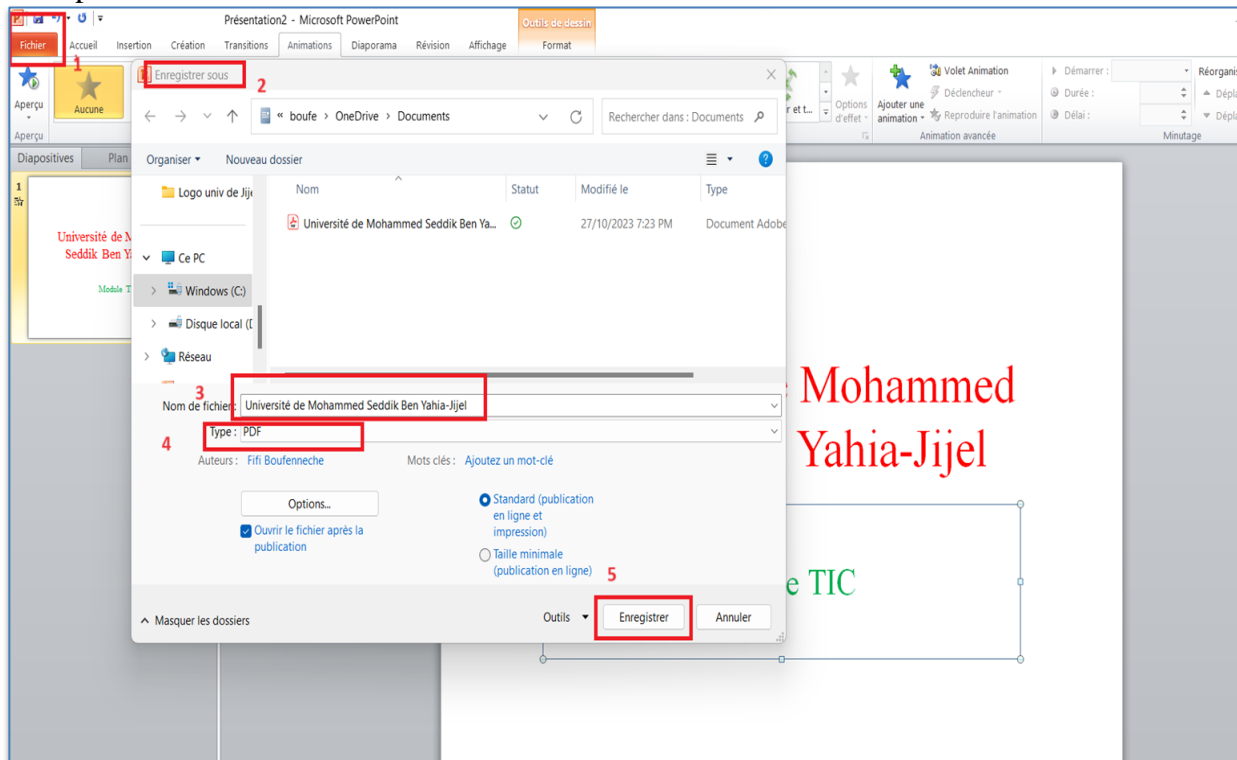 Présentation2 - Microsoft PowerPoint
Outils de dessin
Fichier Accueil Insertion Création Transitions Animations Diaporama Révision Affichage Format
1
Aperçu
Aucune
Aperçu
r et t...
Options d'effet
Ajouter une animation
Volet Animation
Déclencheur
Reproduire l'animation
Animation avancée
Démarrer :
Durée :
Délai :
Réorganis
Dépla
Dépla
Minutage
Diapositives Plan
1
Université de M
Seddik Ben Y
Module T
Enregistrer sous
2
« boufe › OneDrive › Documents
Rechercher dans : Documents
Organiser Nouveau dossier
Logo univ de Jije
Ce PC
Windows (C:)
Disque local (D
Réseau
Nom Statut Modifié le Type
Université de Mohammed Seddik Ben Ya... 27/10/2023 7:23 PM Document Adobe
3
Nom de fichier : Université de Mohammed Seddik Ben Yahia-Jijel
4
Type : PDF
Auteurs : Fifi Boufenneche Mots clés : Ajoutez un mot-clé
Options...
Ouvrir le fichier après la
publication
Standard (publication
en ligne et
impression)
Taille minimale
(publication en ligne)
5
Masquer les dossiers
Outils Enregistrer Annuler
Mohammed
Yahia-Jijel
e TIC